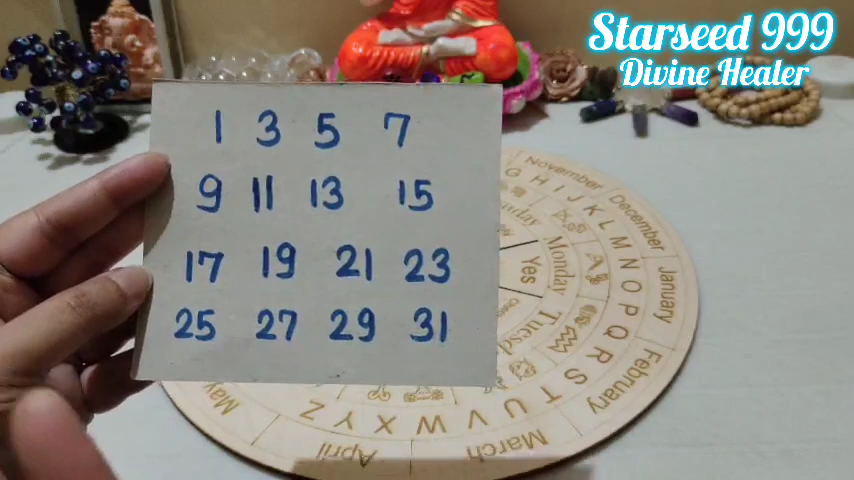 Starseed 999
Divine Healer
1 3 5 7
9 11 13 15
17 19 21 23
25 27 29 31
November
December
January
February
March
April
May
G H I J K L M N O P Q R S T U V W X Y Z
Monday
Yes